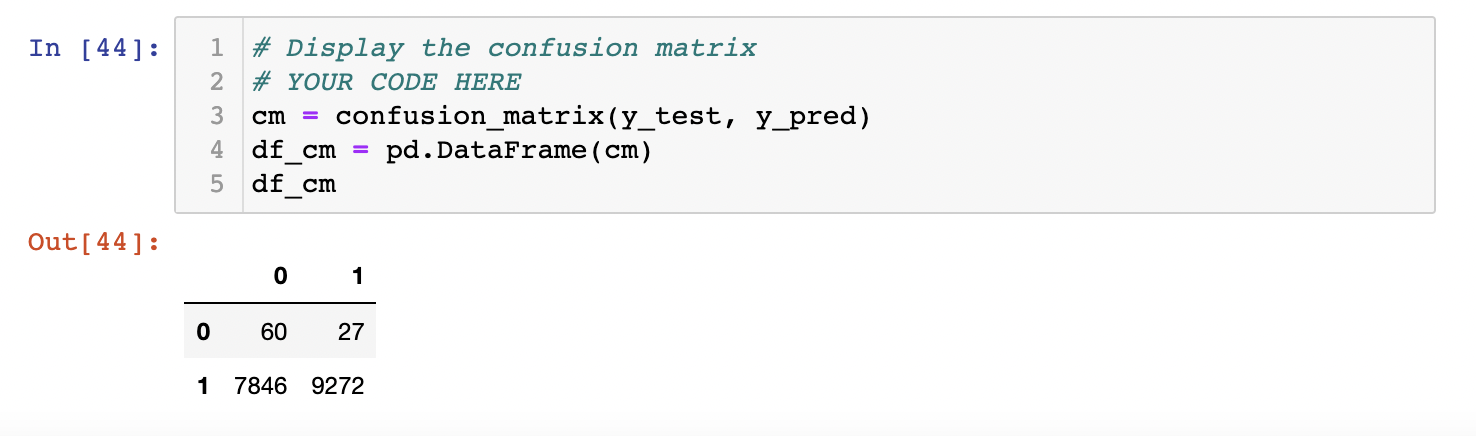 In [44]:
1 # Display the confusion matrix
2 # YOUR CODE HERE
3 cm = confusion_matrix(y_test, y_pred)
4 df_cm = pd.DataFrame(cm)
5 df_cm
Out[44]:
0 1
0 60 27
1 7846 9272